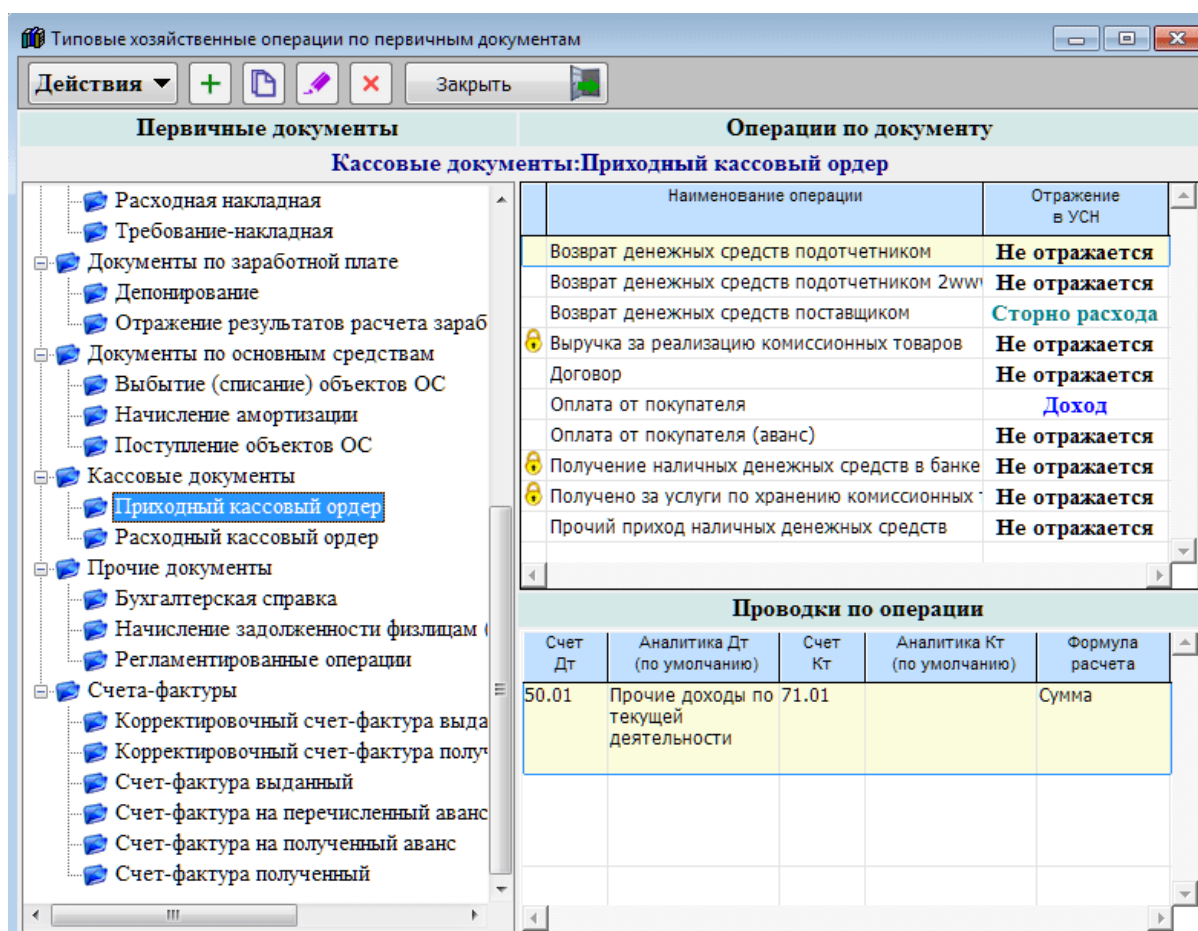 Типовые хозяйственные операции по первичным документам
Действия
Закрыть
Первичные документы
Операции по документу
Кассовые документы:Приходный кассовый ордер
Расходная накладная
Требование-накладная
Документы по заработной плате
Депонирование
Отражение результатов расчета зараб
Документы по основным средствам
Выбытие (списание) объектов ОС
Начисление амортизации
Поступление объектов ОС
Кассовые документы
Приходный кассовый ордер
Расходный кассовый ордер
Прочие документы
Бухгалтерская справка
Начисление задолженности физлицам (
Регламентированные операции
Счета-фактуры
Корректировочный счет-фактура выда
Корректировочный счет-фактура получ
Счет-фактура выданный
Счет-фактура на перечисленный аванс
Счет-фактура на полученный аванс
Счет-фактура полученный
Наименование операции
Отражение
в УСН
Возврат денежных средств подотчетником Не отражается
Возврат денежных средств подотчетником 2www Не отражается
Возврат денежных средств поставщиком Сторно расхода
Выручка за реализацию комиссионных товаров Не отражается
Договор Не отражается
Оплата от покупателя Доход
Оплата от покупателя (аванс) Не отражается
Получение наличных денежных средств в банке Не отражается
Получено за услуги по хранению комиссионных т Не отражается
Прочий приход наличных денежных средств Не отражается
Проводки по операции
Счет Аналитика Дт Счет Аналитика Кт Формула
Дт (по умолчанию) Кт (по умолчанию) расчета
50.01 Прочие доходы по 71.01 Сумма
текущей
деятельности